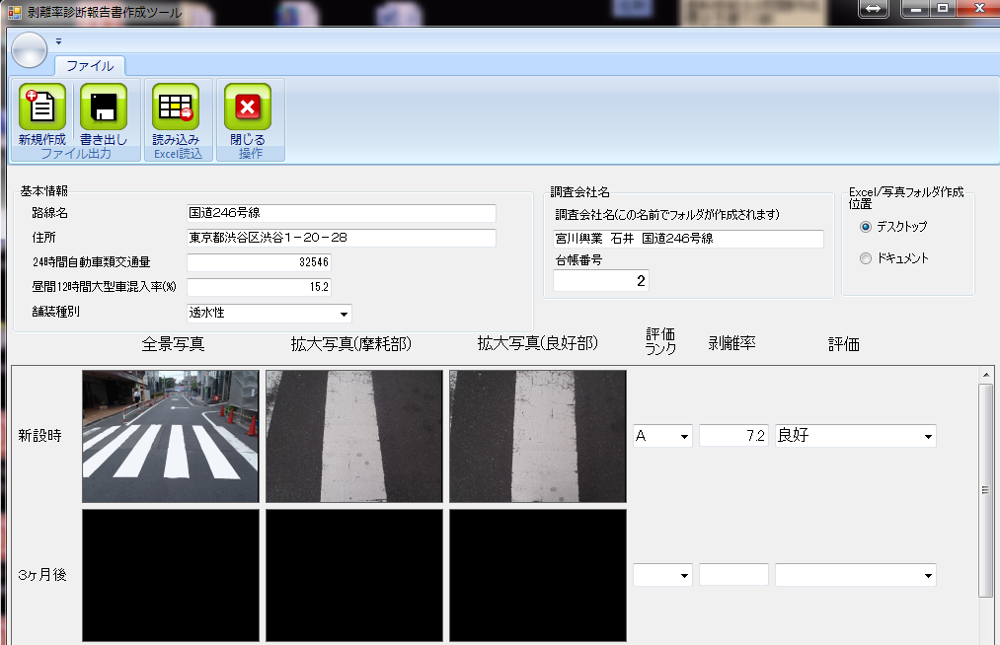 剥離率診断報告書作成ツール
ファイル
新規作成 書き出し 読み込み 閉じる
ファイル出力 Excel読込 操作
基本情報
路線名 国道246号線
住所 東京都渋谷区渋谷1-20-28
24時間自動車類交通量 32546
昼間12時間大型車混入率(%) 15.2
舗装種別 透水性
調査会社名
調査会社名(この名前でフォルダが作成されます)
宮川興業 石井 国道246号線
台帳番号
2
Excel/写真フォルダ作成
位置
デスクトップ
ドキュメント
全景写真 拡大写真(摩耗部) 拡大写真(良好部) 評価ランク 剥離率 評価
新設時 A 7.2 良好
3ヶ月後